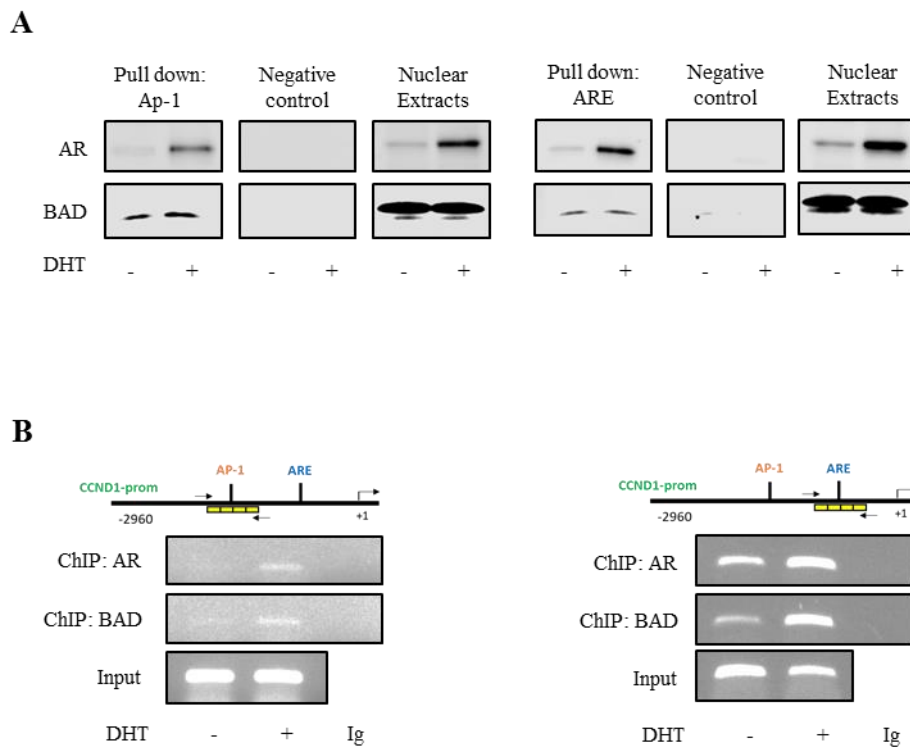 A
Pull down: Ap-1
Negative control
Nuclear Extracts
Pull down: ARE
Negative control
Nuclear Extracts
AR
BAD
DHT - + - + - + - + - + - +
B
AP-1 ARE
CCND1-prom
-2960 +1
ChIP: AR
ChIP: BAD
Input
DHT - + Ig
AP-1 ARE
CCND1-prom
-2960 +1
ChIP: AR
ChIP: BAD
Input
DHT - + Ig